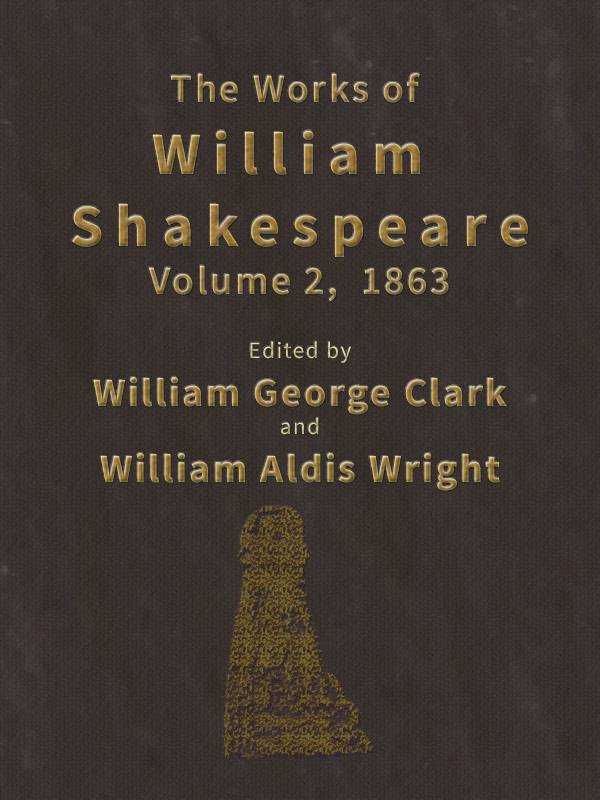 The Works of
William
Shakespeare
Volume 2, 1863
Edited by
William George Clark
and
William Aldis Wright